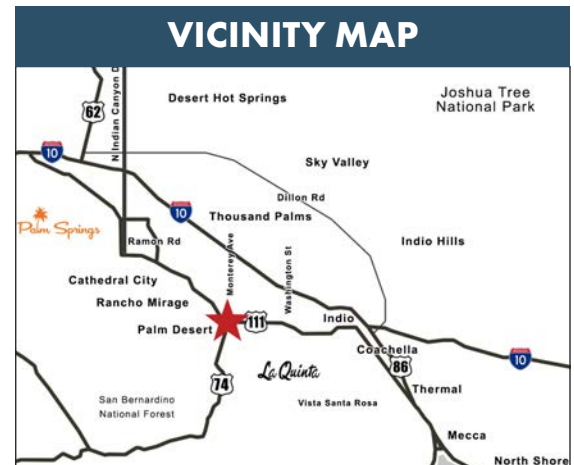 VICINITY MAP
N Indian Canyon D
62
Desert Hot Springs
Joshua Tree
National Park
10
Sky Valley
Dillon Rd
10
Thousand Palms
Palm Springs
Ramon Rd
Monterey Ave
Washington St
Indio Hills
Cathedral City
Rancho Mirage
Palm Desert
111
Indio
Coachella
10
La Quinta
86
74
Thermal
San Bernardino
National Forest
Vista Santa Rosa
Mecca
North Shore